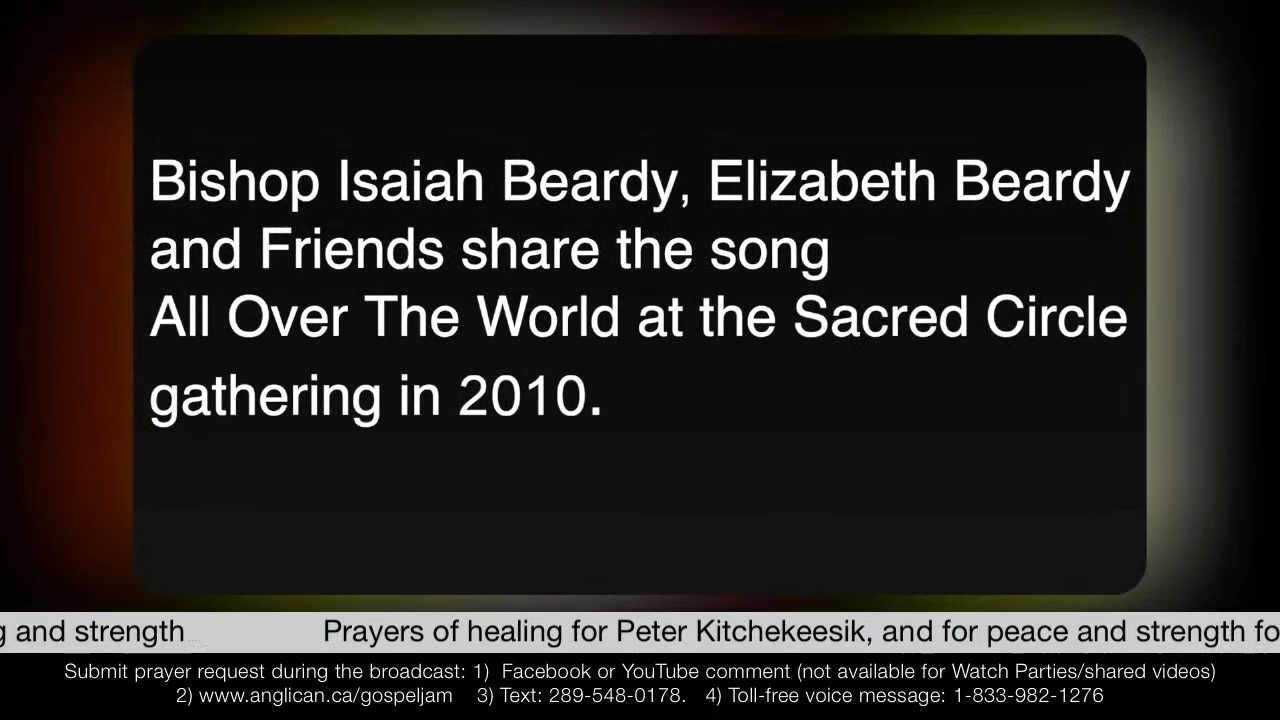 Bishop Isaiah Beardy, Elizabeth Beardy
and Friends share the song
All Over The World at the Sacred Circle
gathering in 2010.
g and strength Prayers of healing for Peter Kitchekeesik, and for peace and strength fo
Submit prayer request during the broadcast: 1) Facebook or YouTube comment (not available for Watch Parties/shared videos)
2) www.anglican.ca/gospeljam 3) Text: 289-548-0178. 4) Toll-free voice message: 1-833-982-1276